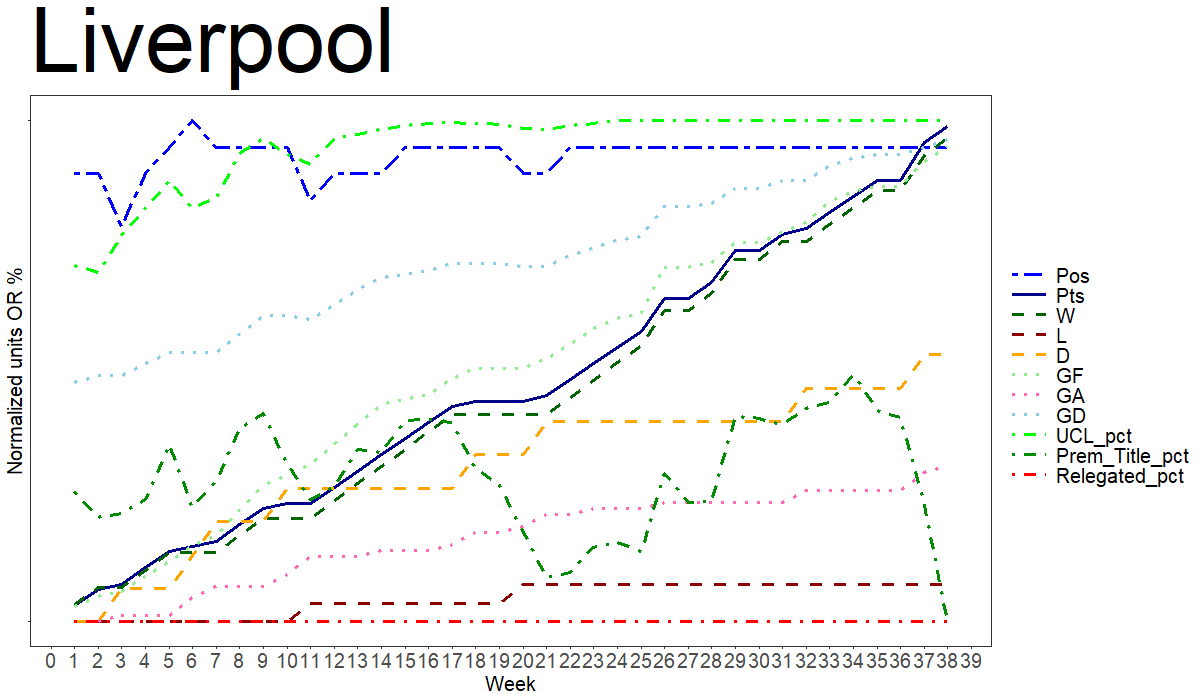 Liverpool
Normalized units OR %
Pos
Pts
W
L
D
GF
GA
GD
UCL_pct
Prem_Title_pct
Relegated_pct
0 1 2 3 4 5 6 7 8 9 10 11 12 13 14 15 16 17 18 19 20 21 22 23 24 25 26 27 28 29 30 31 32 33 34 35 36 37 38 39
Week